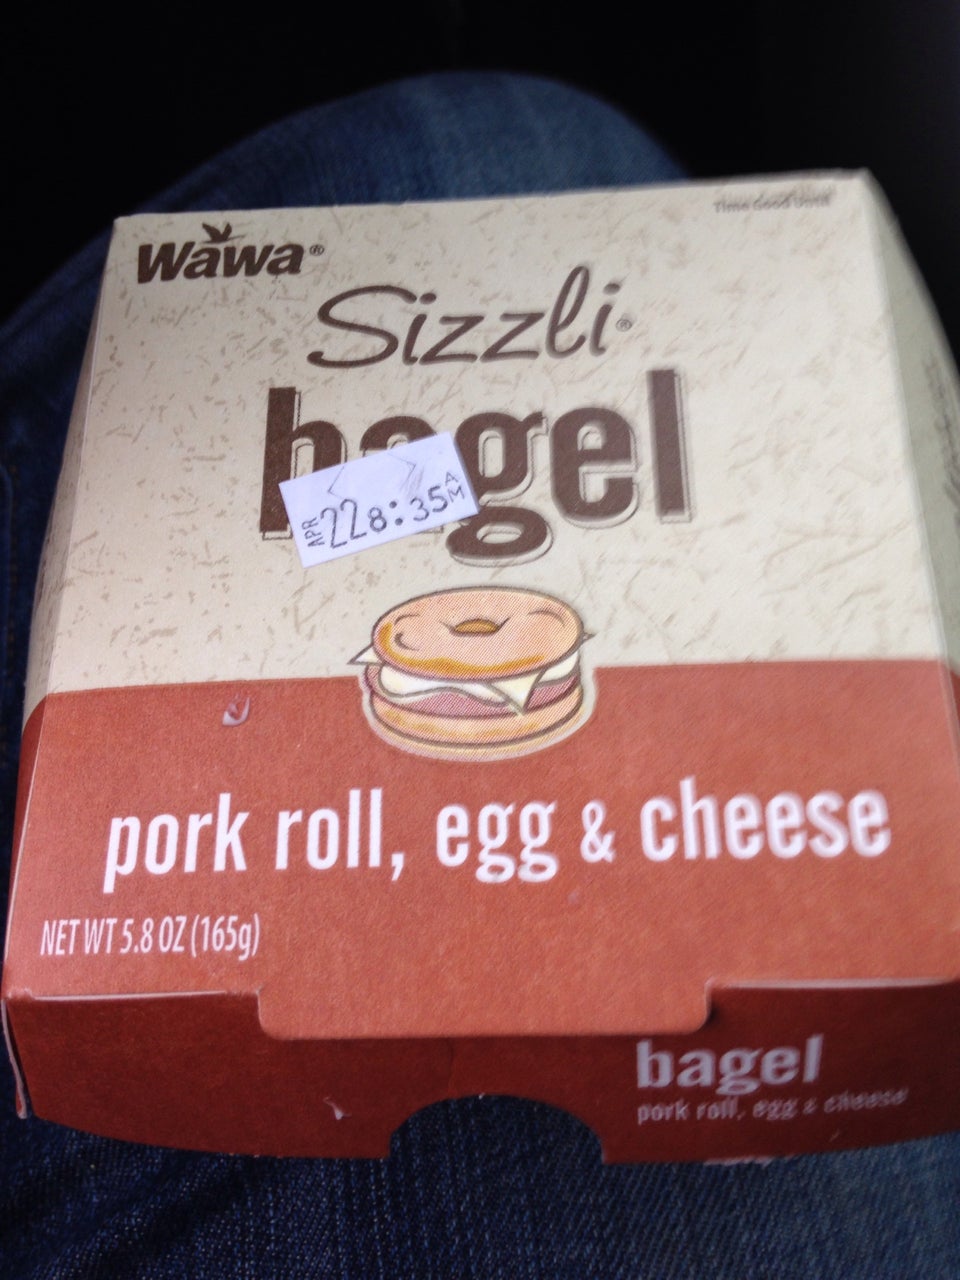 Wawa®
Time Good Until
Sizzli®
bagel
APR 22 8:35 AM
pork roll, egg & cheese
NET WT 5.8 OZ (165g)
bagel
pork roll, egg & cheese